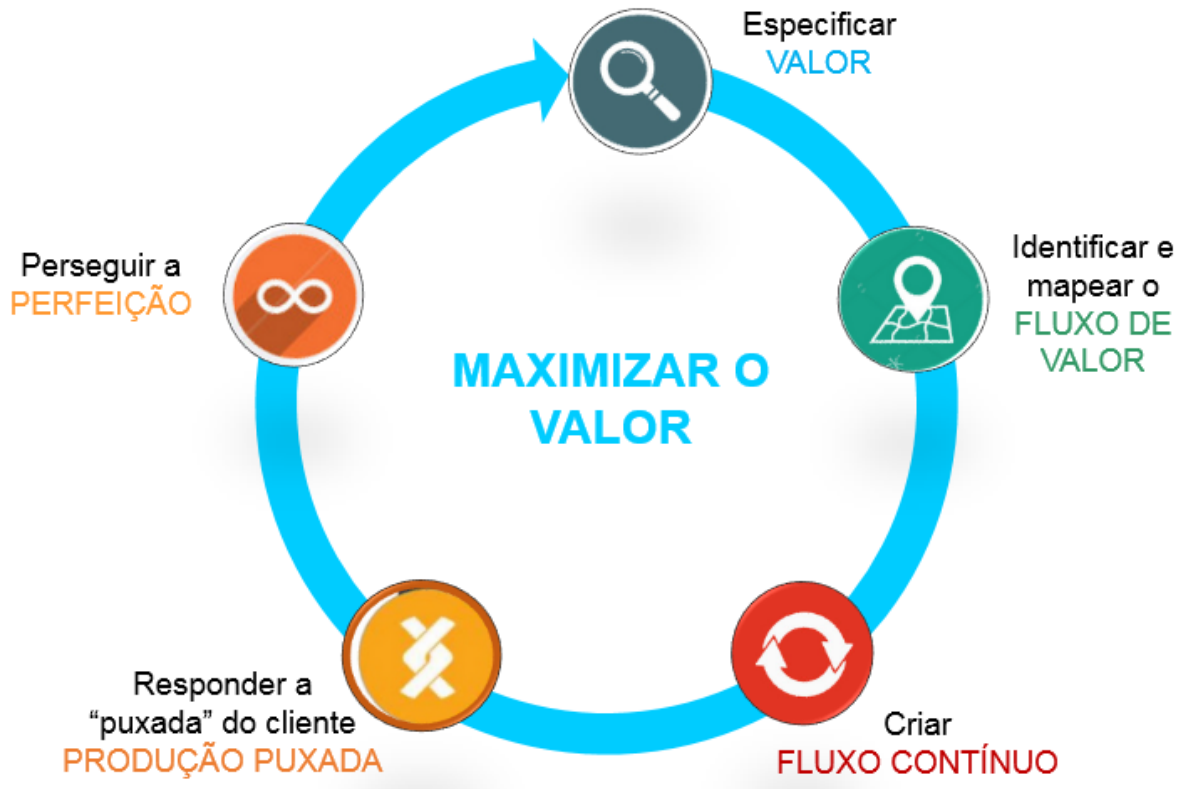 Especificar
VALOR
Identificar e
mapear o
FLUXO DE
VALOR
Perseguir a
PERFEIÇÃO
MAXIMIZAR O
VALOR
Responder a
“puxada” do cliente
PRODUÇÃO PUXADA
Criar
FLUXO CONTÍNUO